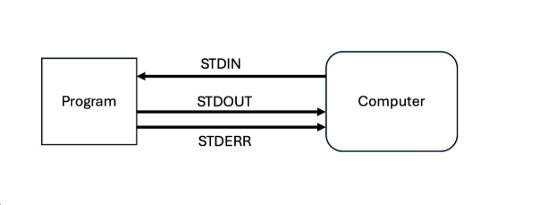 STDIN
Program
STDOUT
Computer
STDERR